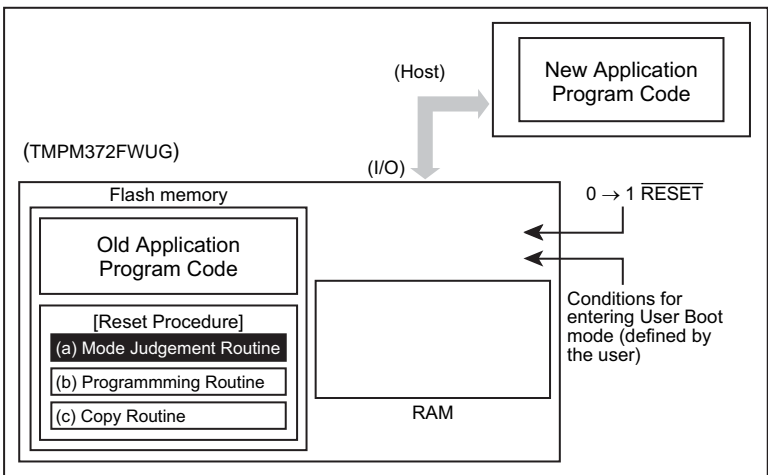 New Application
Program Code
(Host)
(TMPM372FWUG)
(I/O)
Flash memory
0 → 1 RESET
Old Application
Program Code
[Reset Procedure]
(a) Mode Judgement Routine
(b) Programmming Routine
(c) Copy Routine
RAM
Conditions for
entering User Boot
mode (defined by
the user)